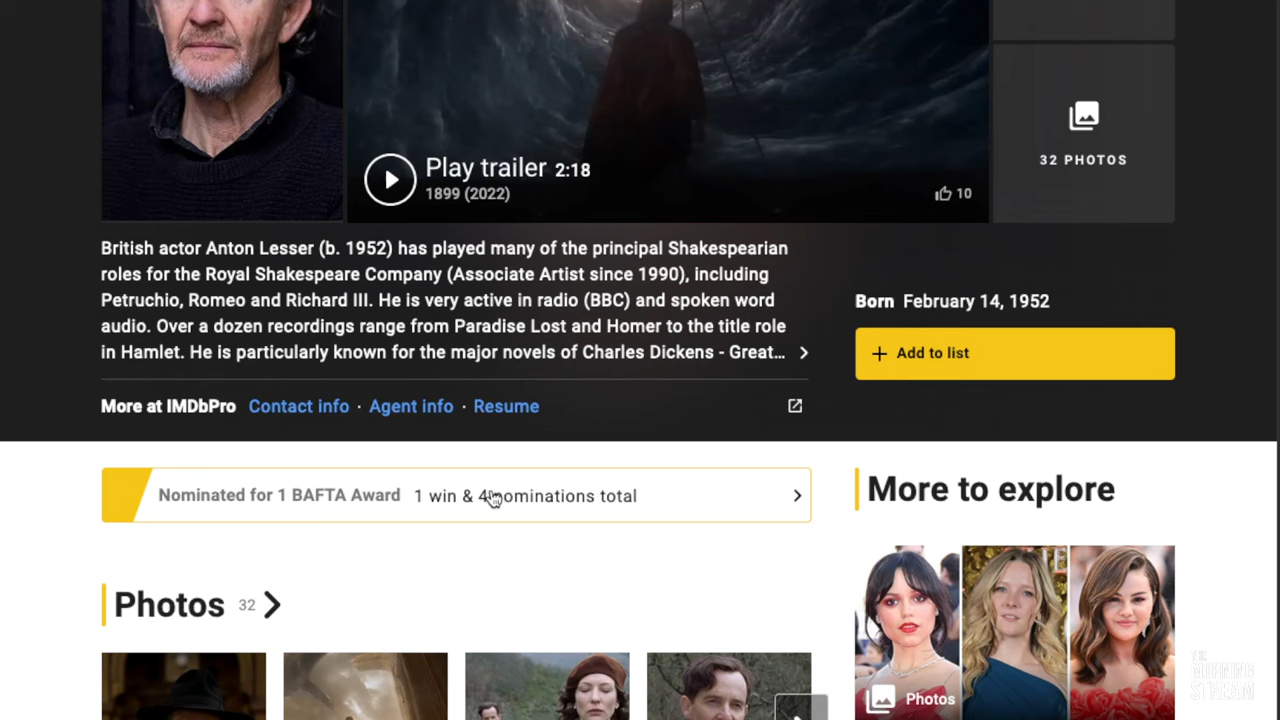 Play trailer 2:18
1899 (2022)
10
32 PHOTOS
British actor Anton Lesser (b. 1952) has played many of the principal Shakespearian
roles for the Royal Shakespeare Company (Associate Artist since 1990), including
Petruchio, Romeo and Richard III. He is very active in radio (BBC) and spoken word
audio. Over a dozen recordings range from Paradise Lost and Homer to the title role
in Hamlet. He is particularly known for the major novels of Charles Dickens - Great...
Born February 14, 1952
+ Add to list
More at IMDbPro Contact info · Agent info · Resume
Nominated for 1 BAFTA Award 1 win & 4 nominations total
More to explore
Photos 32
Photos
THE
MORNING
STREAM